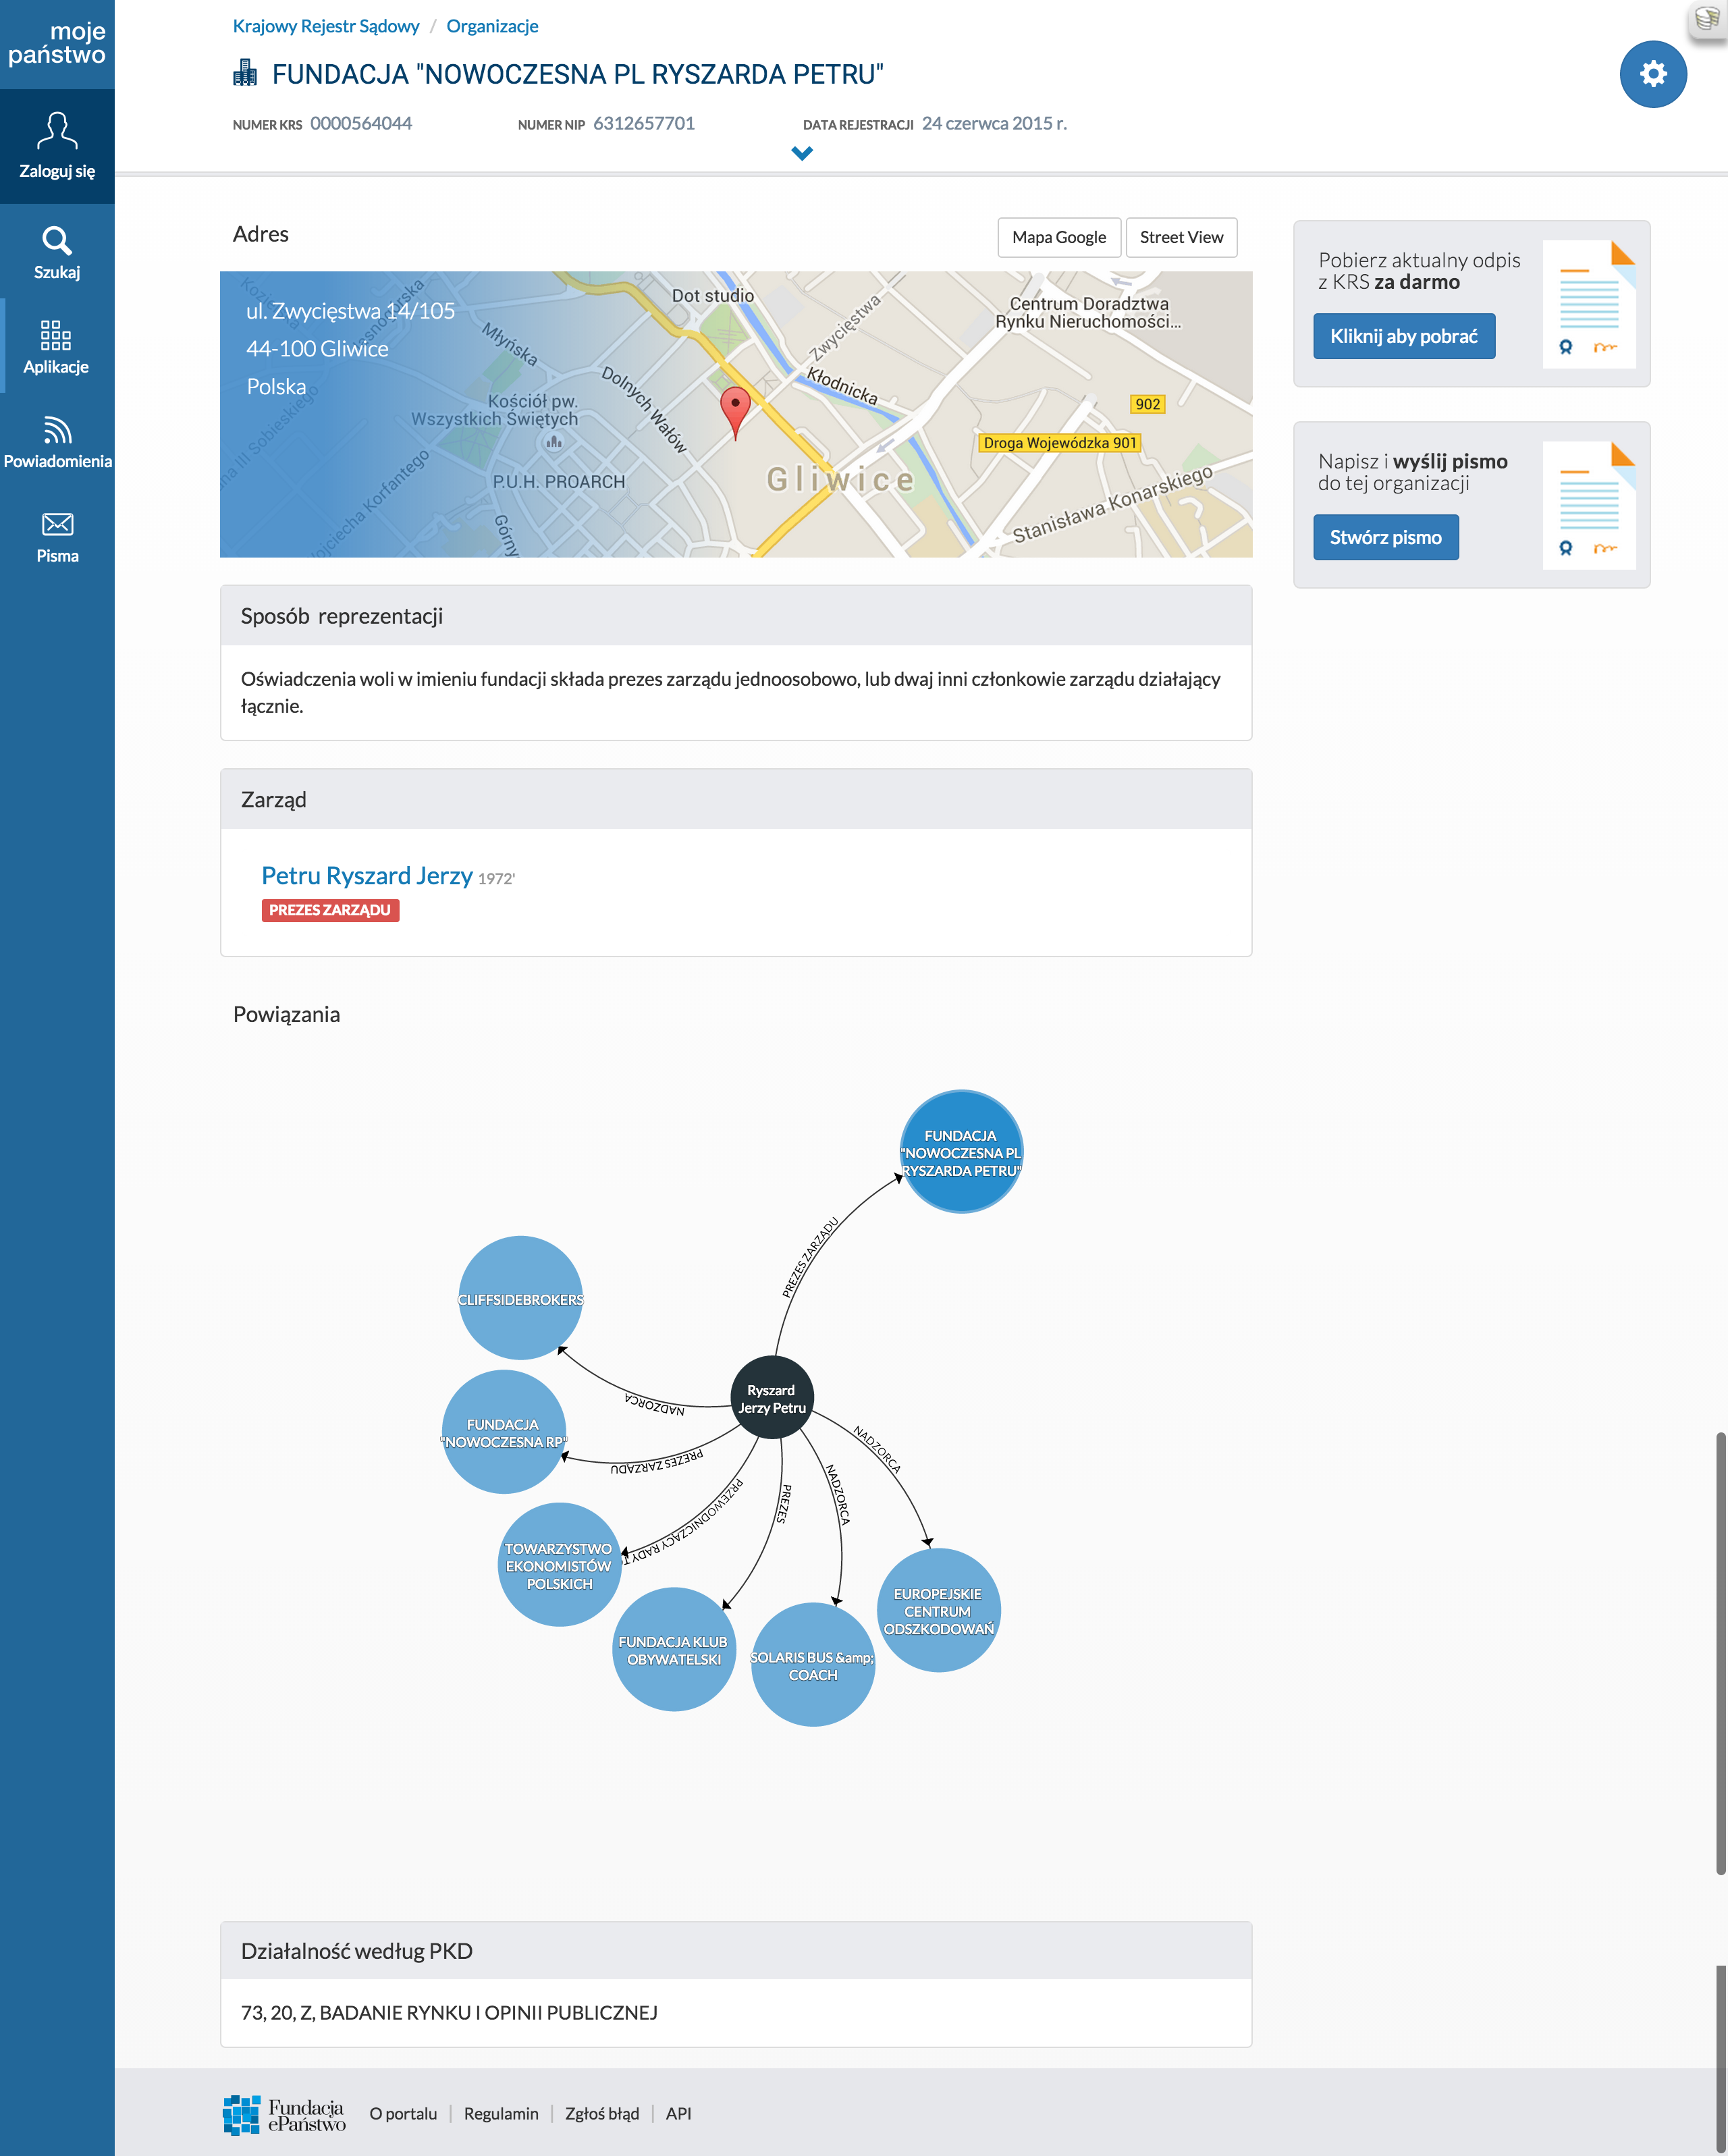 moje
państwo
Zaloguj się
Szukaj
Aplikacje
Powiadomienia
Pisma
Krajowy Rejestr Sądowy / Organizacje
FUNDACJA "NOWOCZESNA PL RYSZARDA PETRU"
NUMER KRS 0000564044 NUMER NIP 6312657701 DATA REJESTRACJI 24 czerwca 2015 r.
Adres
Mapa Google Street View
ul. Zwycięstwa 14/105
44-100 Gliwice
Polska
Dot studio
Centrum Doradztwa
Rynku Nieruchomości...
Zwycięstwa
Młyńska
Kłodnicka
Dolnych Wałów
Kościół pw.
Wszystkich Świętych
902
Droga Wojewódzka 901
Gliwice
P.U.H. PROARCH
Stanisława Konarskiego
Górny
III Sobieskiego
Korfantego
Pobierz aktualny odpis
z KRS za darmo
Kliknij aby pobrać
Napisz i wyślij pismo
do tej organizacji
Stwórz pismo
Sposób reprezentacji
Oświadczenia woli w imieniu fundacji składa prezes zarządu jednoosobowo, lub dwaj inni członkowie zarządu działający
łącznie.
Zarząd
Petru Ryszard Jerzy 1972'
PREZES ZARZĄDU
Powiązania
FUNDACJA
"NOWOCZESNA PL
RYSZARDA PETRU"
PREZES ZARZĄDU
CLIFFSIDEBROKERS
NADZORCA
Ryszard
Jerzy Petru
FUNDACJA
"NOWOCZESNA RP"
PREZES ZARZĄDU
NADZORCA
NADZORCA
PREZES
PRZEWODNICZĄCY RADY T
TOWARZYSTWO
EKONOMISTÓW
POLSKICH
FUNDACJA KLUB
OBYWATELSKI
SOLARIS BUS &amp;
COACH
EUROPEJSKIE
CENTRUM
ODSZKODOWAŃ
Działalność według PKD
73, 20, Z, BADANIE RYNKU I OPINII PUBLICZNEJ
Fundacja
ePaństwo
O portalu | Regulamin | Zgłoś błąd | API